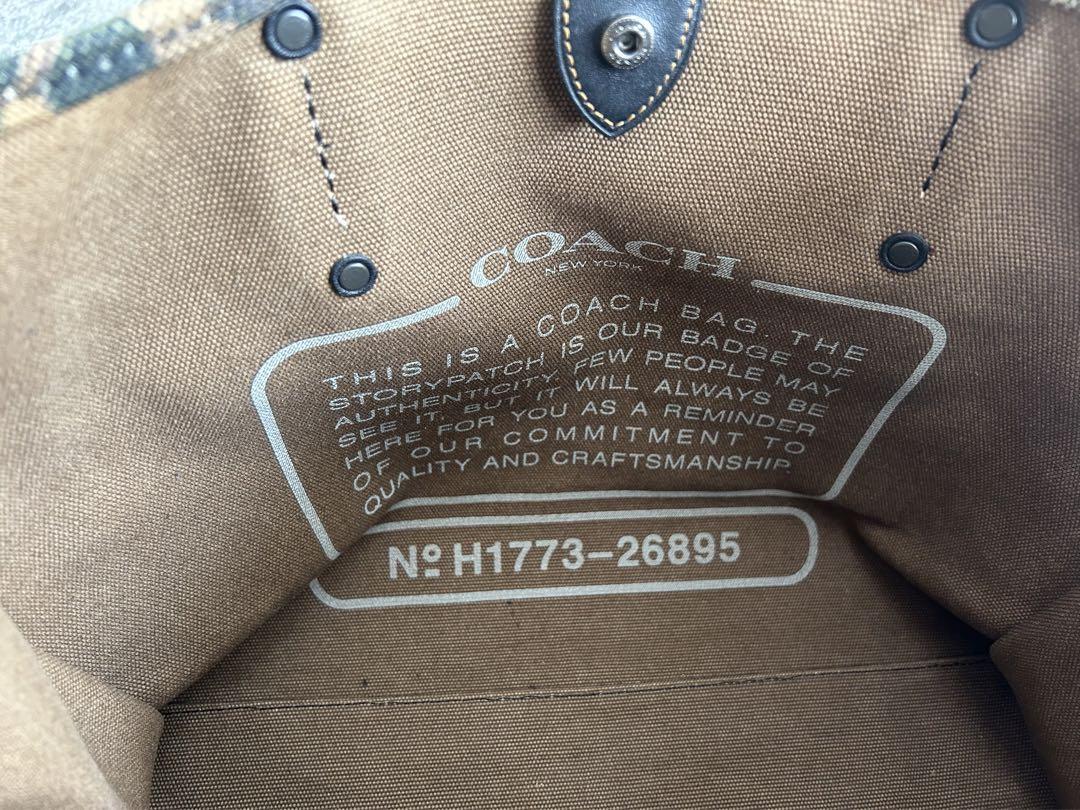 COACH
NEW YORK
THIS IS A COACH BAG. THE
STORYPATCH IS OUR BADGE OF
AUTHENTICITY. FEW PEOPLE MAY
SEE IT. BUT IT WILL ALWAYS BE
HERE FOR YOU AS A REMINDER
OF OUR COMMITMENT TO
QUALITY AND CRAFTSMANSHIP.
Nº H1773-26895